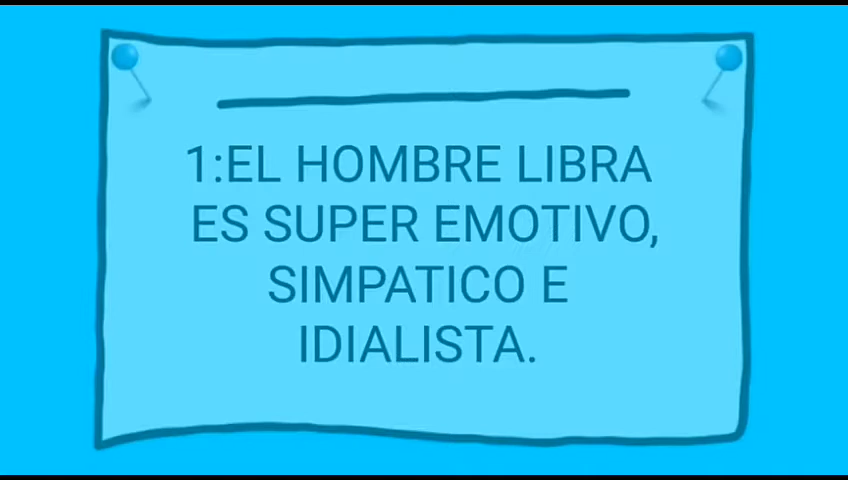 1:EL HOMBRE LIBRA
ES SUPER EMOTIVO,
SIMPATICO E
IDIALISTA.